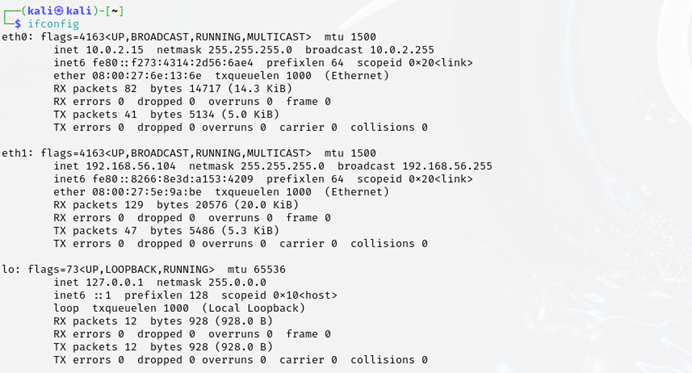 ┌──(kali㉿kali)-[~]
└─$ ifconfig
eth0: flags=4163<UP,BROADCAST,RUNNING,MULTICAST>  mtu 1500
        inet 10.0.2.15  netmask 255.255.255.0  broadcast 10.0.2.255
        inet6 fe80::f273:4314:2d56:6ae4  prefixlen 64  scopeid 0×20<link>
        ether 08:00:27:6e:13:6e  txqueuelen 1000  (Ethernet)
        RX packets 82  bytes 14717 (14.3 KiB)
        RX errors 0  dropped 0  overruns 0  frame 0
        TX packets 41  bytes 5134 (5.0 KiB)
        TX errors 0  dropped 0 overruns 0  carrier 0  collisions 0

eth1: flags=4163<UP,BROADCAST,RUNNING,MULTICAST>  mtu 1500
        inet 192.168.56.104  netmask 255.255.255.0  broadcast 192.168.56.255
        inet6 fe80::8266:8e3d:a153:4209  prefixlen 64  scopeid 0×20<link>
        ether 08:00:27:5e:9a:be  txqueuelen 1000  (Ethernet)
        RX packets 129  bytes 20576 (20.0 KiB)
        RX errors 0  dropped 0  overruns 0  frame 0
        TX packets 47  bytes 5486 (5.3 KiB)
        TX errors 0  dropped 0 overruns 0  carrier 0  collisions 0

lo: flags=73<UP,LOOPBACK,RUNNING>  mtu 65536
        inet 127.0.0.1  netmask 255.0.0.0
        inet6 ::1  prefixlen 128  scopeid 0×10<host>
        loop  txqueuelen 1000  (Local Loopback)
        RX packets 12  bytes 928 (928.0 B)
        RX errors 0  dropped 0  overruns 0  frame 0
        TX packets 12  bytes 928 (928.0 B)
        TX errors 0  dropped 0 overruns 0  carrier 0  collisions 0